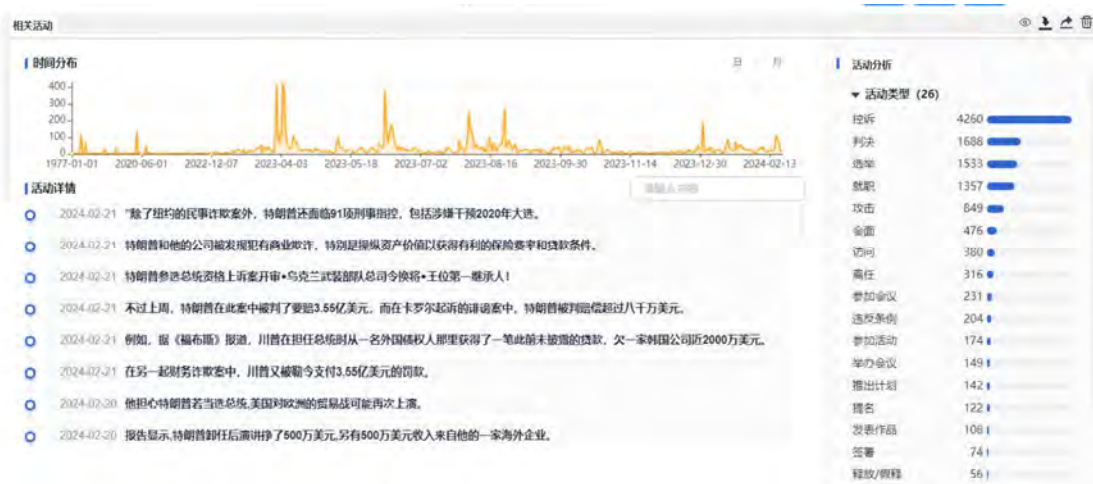 相关活动
时间分布
日 月
400
300
200
100
0
1977-01-01 2020-06-01 2022-12-07 2023-04-03 2023-05-18 2023-07-02 2023-08-16 2023-09-30 2023-11-14 2023-12-30 2024-02-13
活动详情
请输入内容
2024-02-21 "除了纽约的民事诈欺案外，特朗普还面临91项刑事指控，包括涉嫌干预2020年大选。
2024-02-21 特朗普和他的公司被发现犯有商业欺诈，特别是操纵资产价值以获得有利的保险费率和贷款条件。
2024-02-21 特朗普参选总统资格上诉案开审•乌克兰武装部队总司令换将•王位第一继承人！
2024-02-21 不过上周，特朗普在此案中被判了要赔3.55亿美元，而在卡罗尔起诉的诽谤案中，特朗普被判赔偿超过八千万美元。
2024-02-21 例如，据《福布斯》报道，川普在担任总统时从一名外国债权人那里获得了一笔此前未披露的贷款，欠一家韩国公司近2000万美元。
2024-02-21 在另一起财务诈欺案中，川普又被勒令支付3.55亿美元的罚款。
2024-02-20 他担心特朗普若当选总统,美国对欧洲的贸易战可能再次上演。
2024-02-20 报告显示,特朗普卸任后演讲挣了500万美元,另有500万美元收入来自他的一家海外企业。
活动分析
活动类型 (26)
控诉 4260
判决 1688
选举 1533
就职 1357
攻击 849
会面 476
访问 380
离任 316
参加会议 231
违反条例 204
参加活动 174
举办会议 149
推出计划 142
提名 122
发表作品 108
签署 74
释放/假释 56